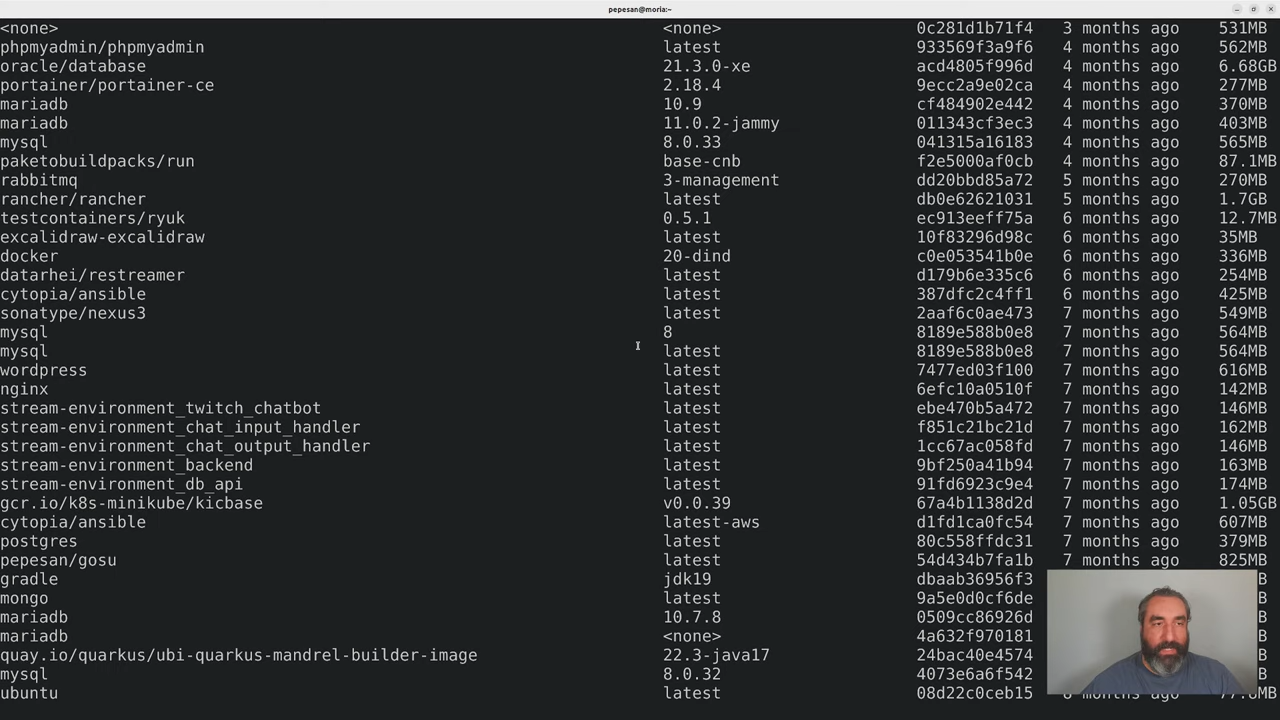 pepesan@moria:~
<none> <none> 0c281d1b71f4 3 months ago 531MB
phpmyadmin/phpmyadmin latest 933569f3a9f6 4 months ago 562MB
oracle/database 21.3.0-xe acd4805f996d 4 months ago 6.68GB
portainer/portainer-ce 2.18.4 9ecc2a9e02ca 4 months ago 277MB
mariadb 10.9 cf484902e442 4 months ago 370MB
mariadb 11.0.2-jammy 011343cf3ec3 4 months ago 403MB
mysql 8.0.33 041315a16183 4 months ago 565MB
paketobuildpacks/run base-cnb f2e5000af0cb 4 months ago 87.1MB
rabbitmq 3-management dd20bbd85a72 5 months ago 270MB
rancher/rancher latest db0e62621031 5 months ago 1.7GB
testcontainers/ryuk 0.5.1 ec913eeff75a 6 months ago 12.7MB
excalidraw-excalidraw latest 10f83296d98c 6 months ago 35MB
docker 20-dind c0e053541b0e 6 months ago 336MB
datarhei/restreamer latest d179b6e335c6 6 months ago 254MB
cytopia/ansible latest 387dfc2c4ff1 6 months ago 425MB
sonatype/nexus3 latest 2aaf6c0ae473 7 months ago 549MB
mysql 8 8189e588b0e8 7 months ago 564MB
mysql latest 8189e588b0e8 7 months ago 564MB
wordpress latest 7477ed03f100 7 months ago 616MB
nginx latest 6efc10a0510f 7 months ago 142MB
stream-environment_twitch_chatbot latest ebe470b5a472 7 months ago 146MB
stream-environment_chat_input_handler latest f851c21bc21d 7 months ago 162MB
stream-environment_chat_output_handler latest 1cc67ac058fd 7 months ago 146MB
stream-environment_backend latest 9bf250a41b94 7 months ago 163MB
stream-environment_db_api latest 91fd6923c9e4 7 months ago 174MB
gcr.io/k8s-minikube/kicbase v0.0.39 67a4b1138d2d 7 months ago 1.05GB
cytopia/ansible latest-aws d1fd1ca0fc54 7 months ago 607MB
postgres latest 80c558ffdc31 7 months ago 379MB
pepesan/gosu latest 54d434b7fa1b 7 months ago 825MB
gradle jdk19 dbaab36956f3
mongo latest 9a5e0d0cf6de
mariadb 10.7.8 0509cc86926d
mariadb <none> 4a632f970181
quay.io/quarkus/ubi-quarkus-mandrel-builder-image 22.3-java17 24bac40e4574
mysql 8.0.32 4073e6a6f542
ubuntu latest 08d22c0ceb15 months ago